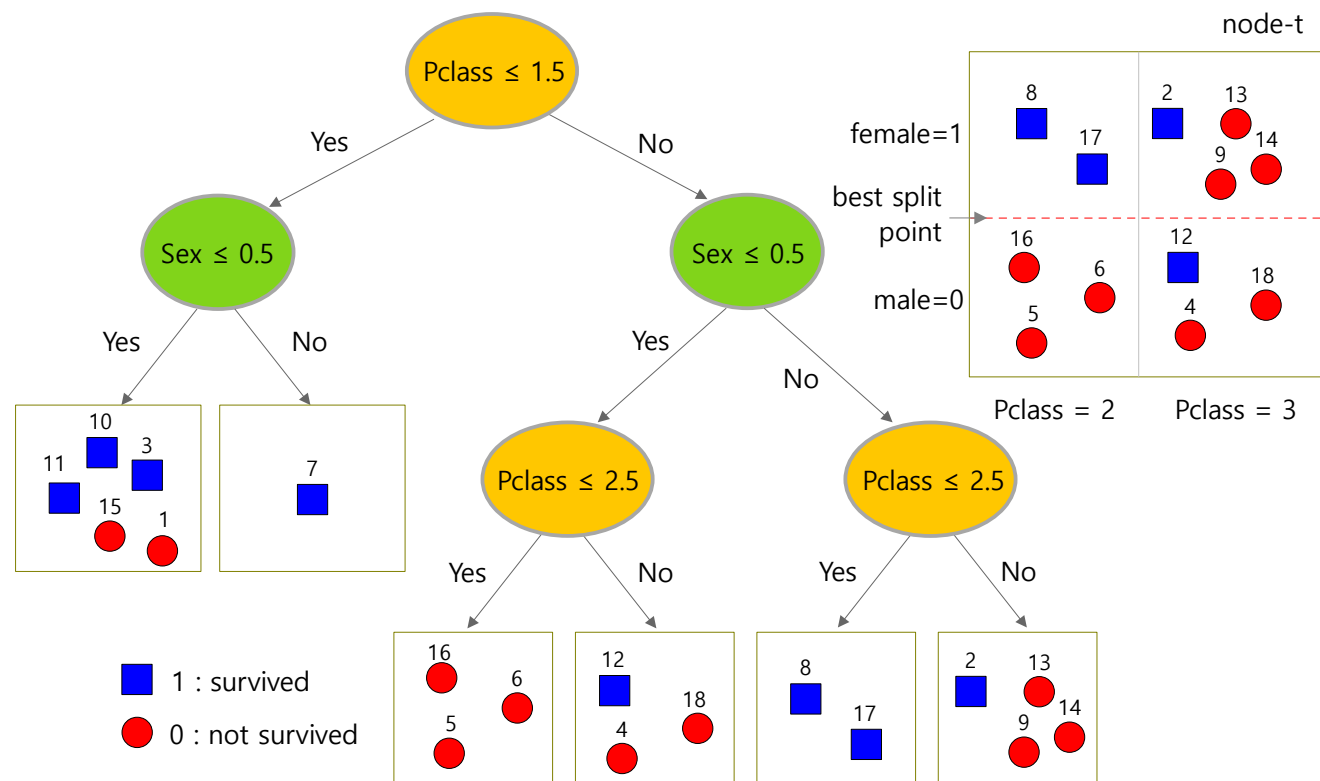 node-t
Pclass ≤ 1.5
Yes
No
Sex ≤ 0.5
Sex ≤ 0.5
Yes
No
Yes
No
10
3
11
15
1
7
Pclass ≤ 2.5
Pclass ≤ 2.5
Yes
No
Yes
No
16
6
5
12
18
4
8
17
2
13
14
9
1 : survived
0 : not survived
female=1
best split
point
male=0
8
17
2
13
14
9
16
6
5
12
18
4
Pclass = 2
Pclass = 3